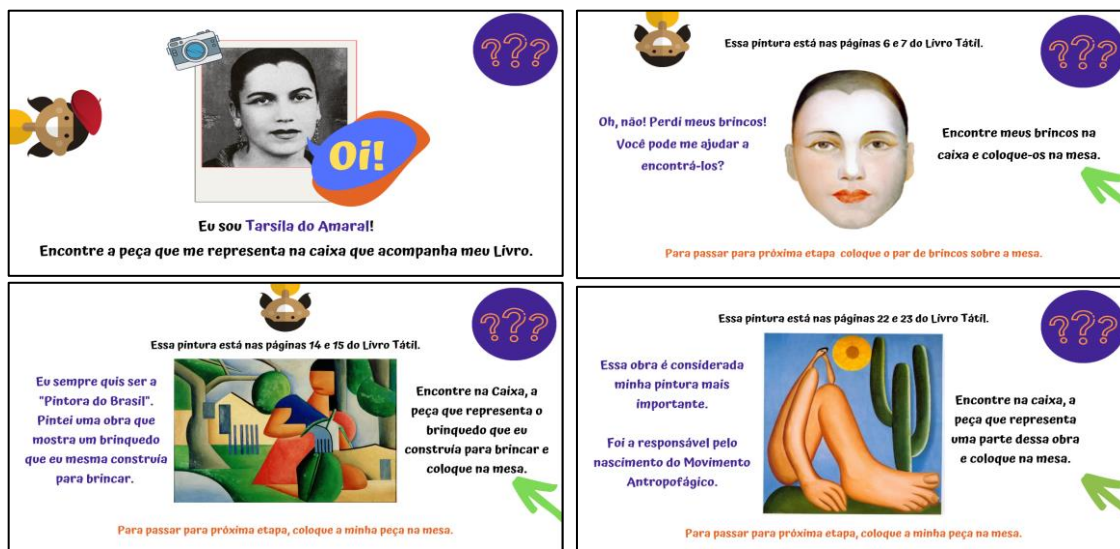 ???
Oi!
Eu sou Tarsila do Amaral!
Encontre a peça que me representa na caixa que acompanha meu Livro.
Essa pintura está nas páginas 6 e 7 do Livro Tátil.
???
Oh, não! Perdi meus brincos!
Você pode me ajudar a
encontrá-los?
Encontre meus brincos na
caixa e coloque-os na mesa.
Para passar para próxima etapa coloque o par de brincos sobre a mesa.
???
Essa pintura está nas páginas 14 e 15 do Livro Tátil.
Eu sempre quis ser a
"Pintora do Brasil".
Pintei uma obra que
mostra um brinquedo
que eu mesma construía
para brincar.
Encontre na Caixa, a
peça que representa o
brinquedo que eu
construía para brincar e
coloque na mesa.
Para passar para próxima etapa, coloque a minha peça na mesa.
Essa pintura está nas páginas 22 e 23 do Livro Tátil.
???
Essa obra é considerada
minha pintura mais
importante.
Foi a responsável pelo
nascimento do Movimento
Antropofágico.
Encontre na caixa, a
peça que representa
uma parte dessa obra
e coloque na mesa.
Para passar para próxima etapa, coloque a minha peça na mesa.